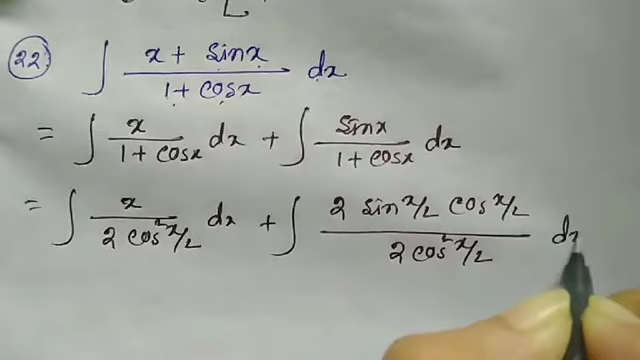 22 ∫ (x + sinx)/(1 + cosx) dx
= ∫ x/(1 + cosx) dx + ∫ sinx/(1 + cosx) dx
= ∫ x/(2 cos²x/2) dx + ∫ (2 sin x/2 cos x/2)/(2 cos²x/2) dx